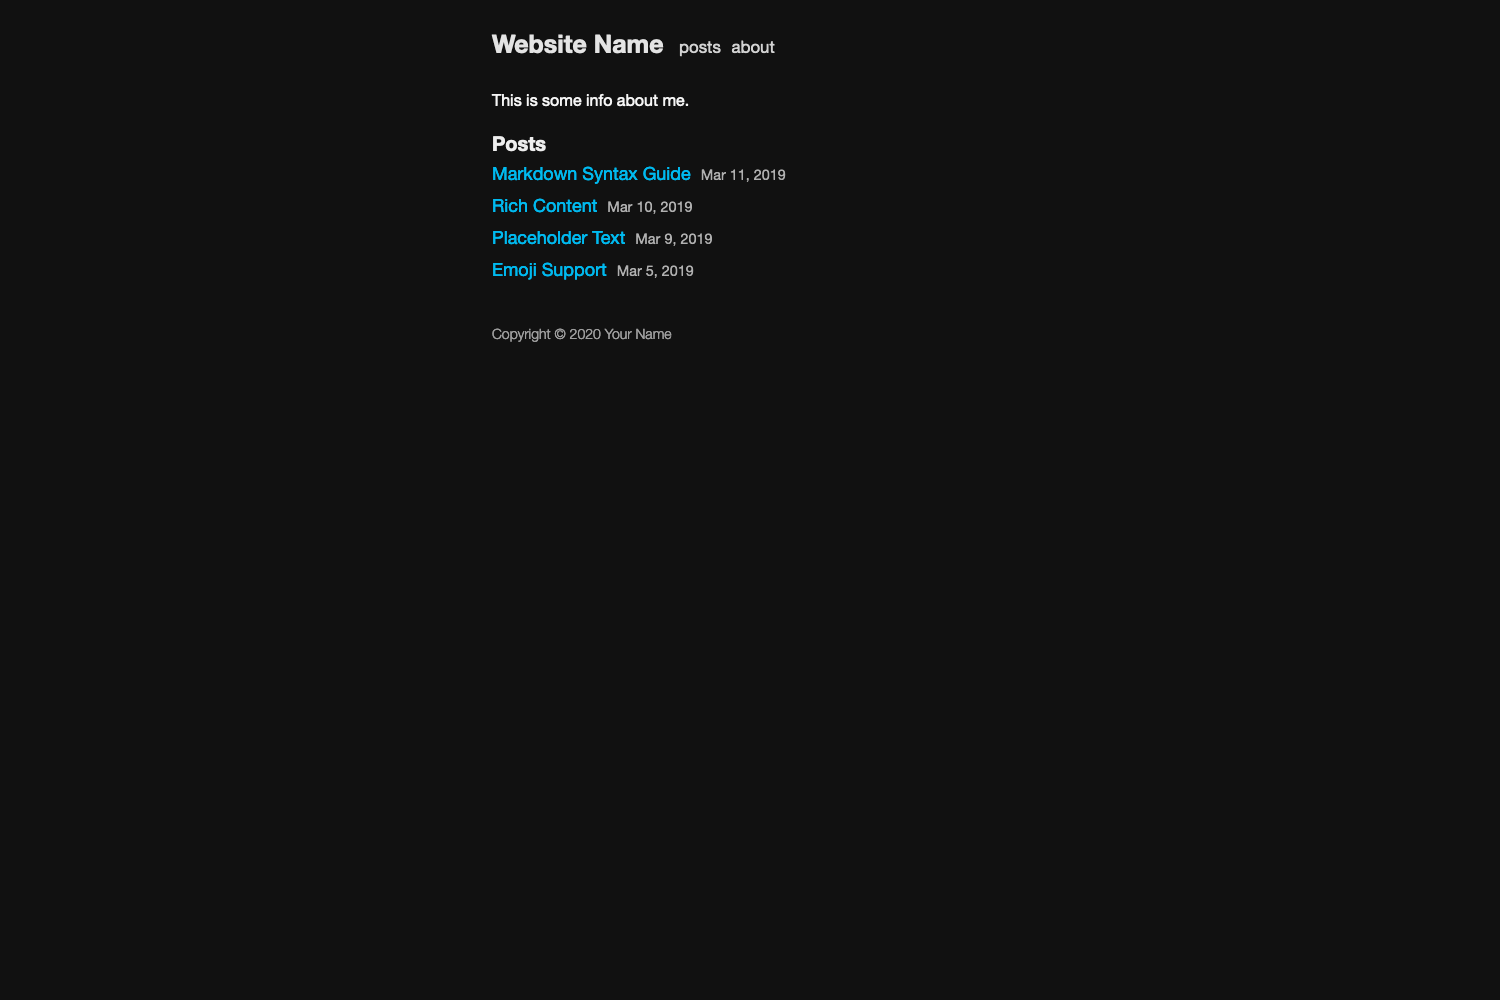 Website Name posts about
This is some info about me.
Posts
Markdown Syntax Guide Mar 11, 2019
Rich Content Mar 10, 2019
Placeholder Text Mar 9, 2019
Emoji Support Mar 5, 2019
Copyright © 2020 Your Name